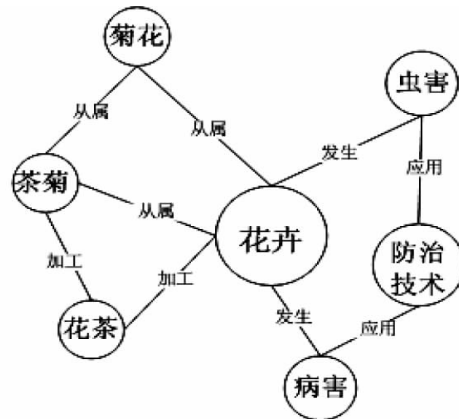 菊花
虫害
从属
从属
发生
应用
茶菊
从属
花卉
防治
技术
加工
加工
花茶
发生
应用
病害